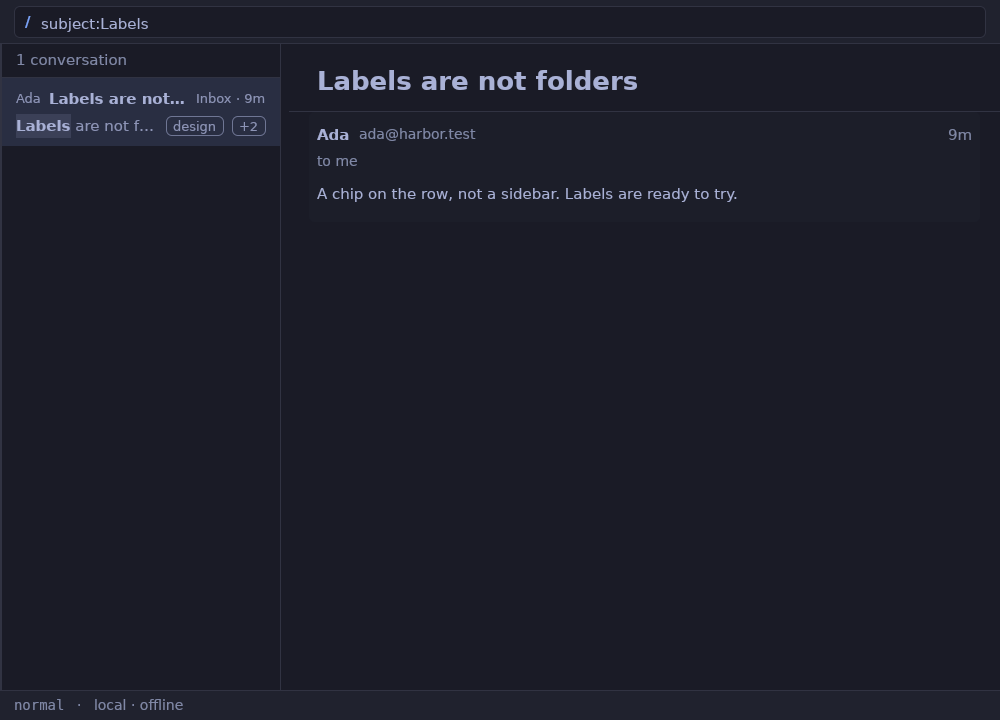 / subject:Labels
1 conversation
Ada Labels are not… Inbox · 9m
Labels are not f… design +2
Labels are not folders
Ada ada@harbor.test 9m
to me
A chip on the row, not a sidebar. Labels are ready to try.
normal · local · offline